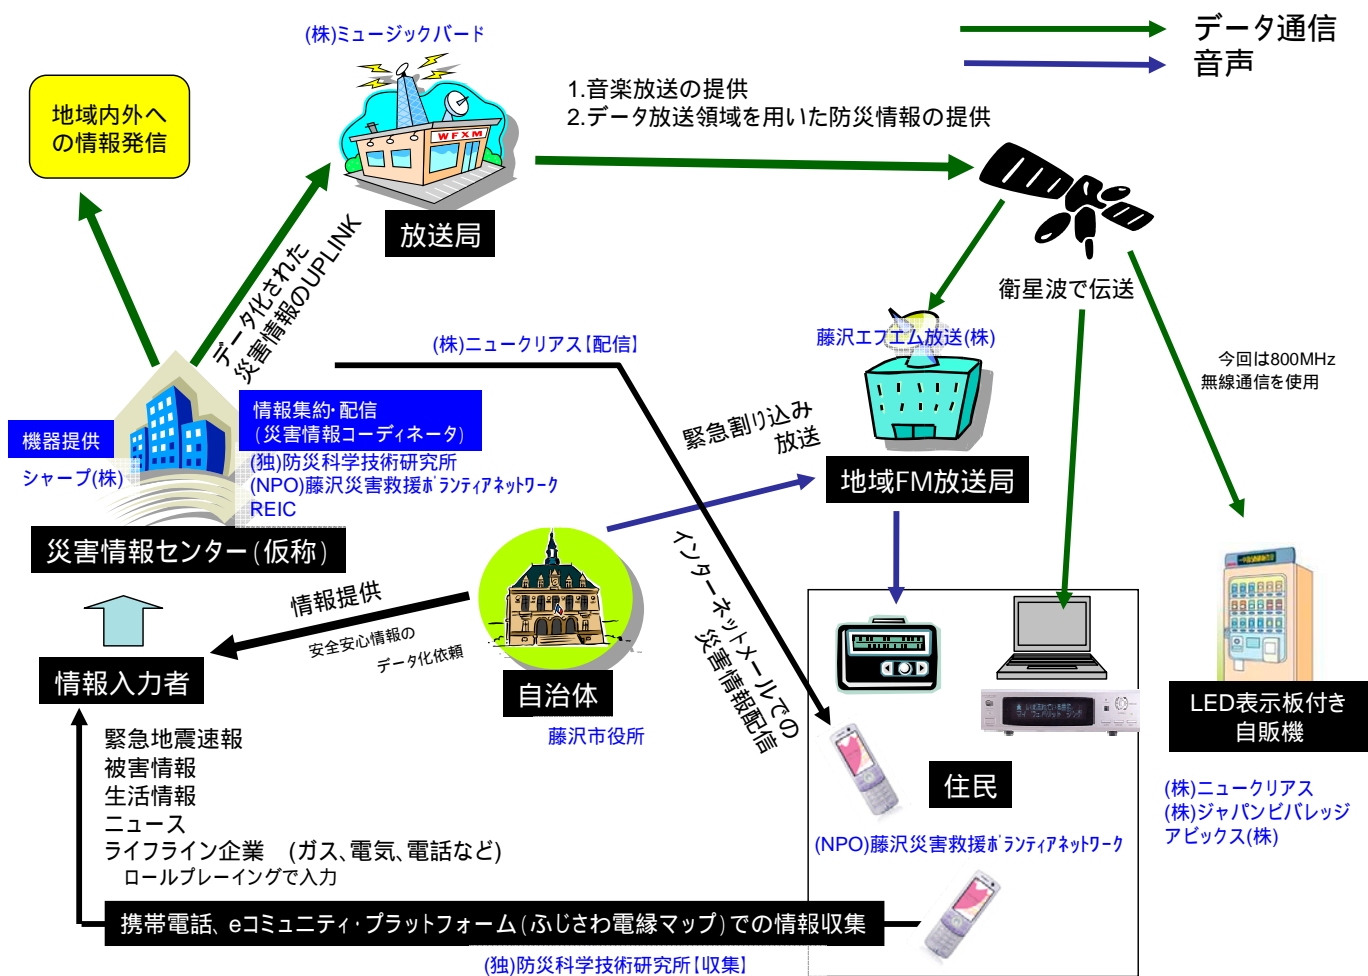 データ通信
音声
(株)ミュージックバード
1.音楽放送の提供
2.データ放送領域を用いた防災情報の提供
地域内外へ
の情報発信
WFXM
放送局
データ化された
災害情報のUPLINK
衛星波で伝送
藤沢エフエム放送(株)
(株)ニュークリアス【配信】
今回は800MHz
無線通信を使用
機器提供
シャープ(株)
情報集約・配信
(災害情報コーディネータ)
(独)防災科学技術研究所
(NPO)藤沢災害救援ボランティアネットワーク
REIC
緊急割り込み
放送
地域FM放送局
災害情報センター(仮称)
インターネットメールでの
災害情報配信
情報提供
安全安心情報の
データ化依頼
情報入力者
自治体
藤沢市役所
LED表示板付き
自販機
緊急地震速報
被害情報
生活情報
ニュース
ライフライン企業 (ガス、電気、電話など)
ロールプレーイングで入力
住民
(NPO)藤沢災害救援ボランティアネットワーク
(株)ニュークリアス
(株)ジャパンビバレッジ
アビックス(株)
携帯電話、eコミュニティ・プラットフォーム(ふじさわ電縁マップ)での情報収集
(独)防災科学技術研究所【収集】